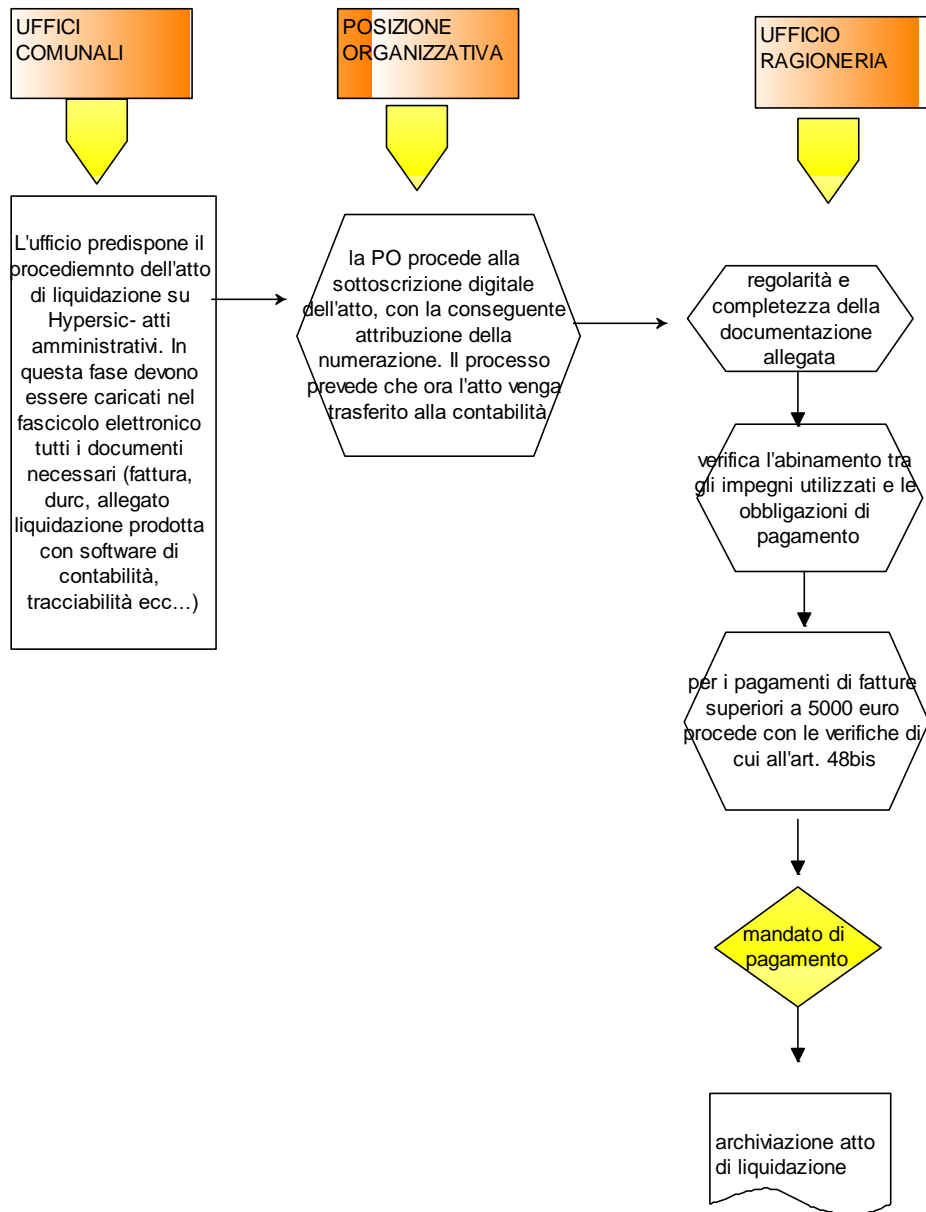 UFFICI
COMUNALI
POSIZIONE
ORGANIZZATIVA
UFFICIO
RAGIONERIA
L'ufficio predispone il
procediemnto dell'atto
di liquidazione su
Hypersic- atti
amministrativi. In
questa fase devono
essere caricati nel
fascicolo elettronico
tutti i documenti
necessari (fattura,
durc, allegato
liquidazione prodotta
con software di
contabilità,
tracciabilità ecc...)
la PO procede alla
sottoscrizione digitale
dell'atto, con la conseguente
attribuzione della
numerazione. Il processo
prevede che ora l'atto venga
trasferito alla contabilità
regolarità e
completezza della
documentazione
allegata
verifica l'abinamento tra
gli impegni utilizzati e le
obbligazioni di
pagamento
per i pagamenti di fatture
superiori a 5000 euro
procede con le verifiche di
cui all'art. 48bis
mandato di
pagamento
archiviazione atto
di liquidazione